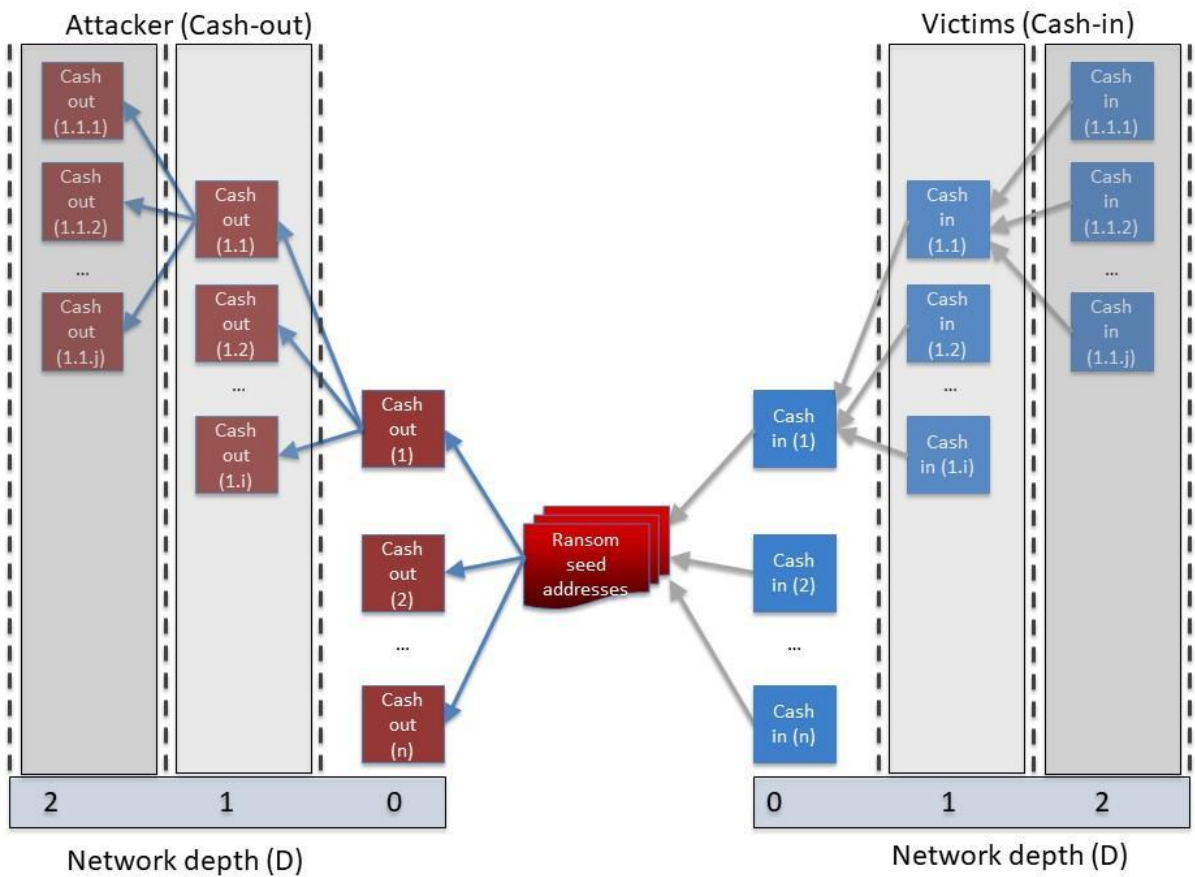 Attacker (Cash-out)
Cash
out
(1.1.1)
Cash
out
(1.1.2)
...
Cash
out
(1.1.j)
Cash
out
(1.1)
Cash
out
(1.2)
...
Cash
out
(1.i)
Cash
out
(1)
Cash
out
(2)
...
Cash
out
(n)
2
1
0
Network depth (D)
Ransom
seed
addresses
Victims (Cash-in)
Cash
in (1)
Cash
in (2)
...
Cash
in (n)
Cash
in
(1.1)
Cash
in
(1.2)
...
Cash
in (1.i)
Cash
in
(1.1.1)
Cash
in
(1.1.2)
...
Cash
in
(1.1.j)
0
1
2
Network depth (D)